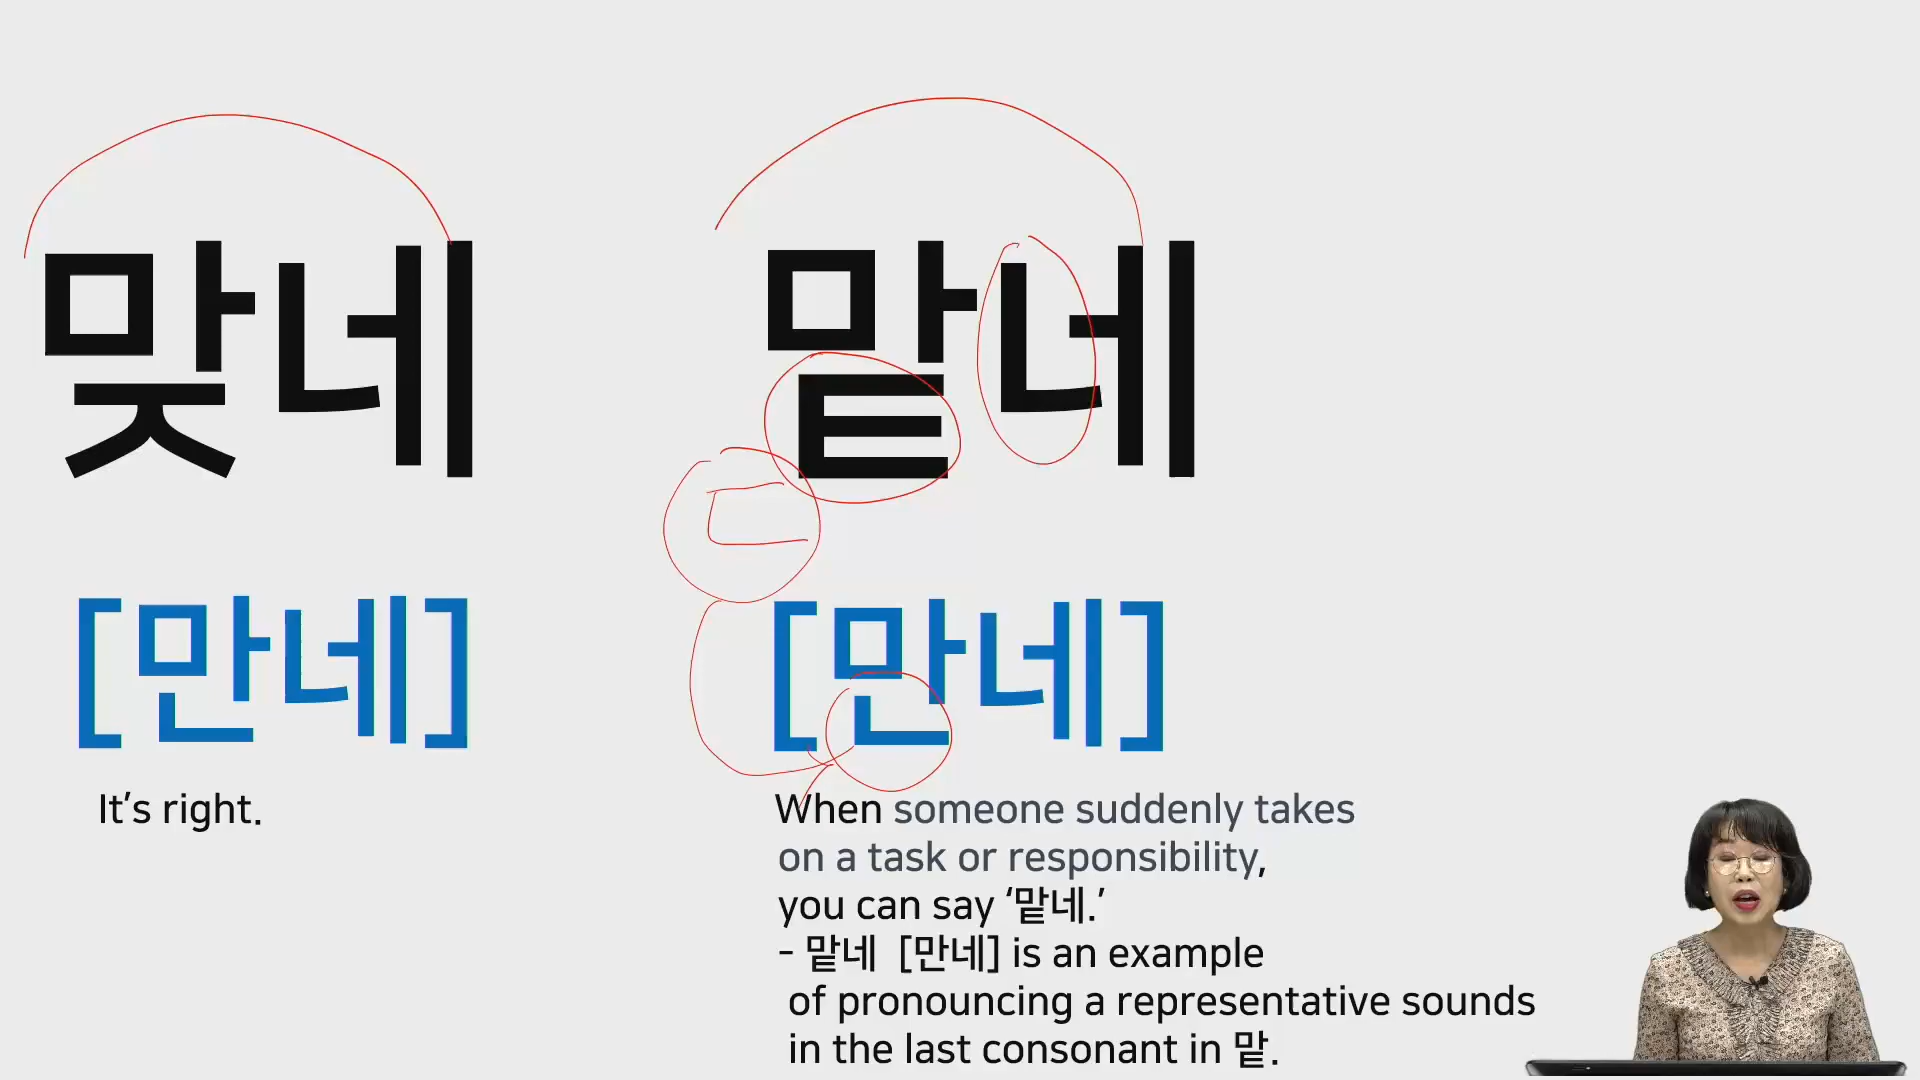 맞네
맡네
[만네]
[만네]
It's right.
When someone suddenly takes
on a task or responsibility,
you can say ‘맡네.’
- 맡네 [만네] is an example
of pronouncing a representative sounds
in the last consonant in 맡.
ㄷ